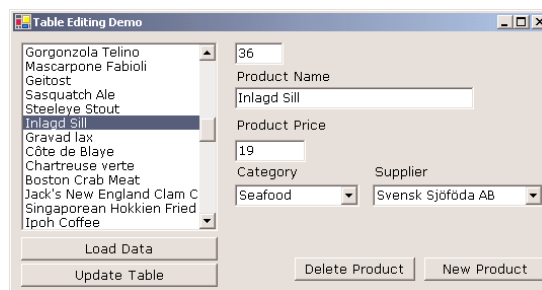 Table Editing Demo
Gorgonzola Telino
Mascarpone Fabioli
Geitost
Sasquatch Ale
Steeleye Stout
Inlagd Sill
Gravad lax
Côte de Blaye
Chartreuse verte
Boston Crab Meat
Jack's New England Clam C
Singaporean Hokkien Fried
Ipoh Coffee
Load Data
Update Table
36
Product Name
Inlagd Sill
Product Price
19
Category Supplier
Seafood Svensk Sjöföda AB
Delete Product New Product